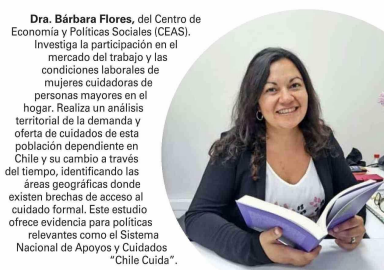 Dra. Bárbara Flores, del Centro de
Economía y Políticas Sociales (CEAS).
Investiga la participación en el
mercado del trabajo y las
condiciones laborales de
mujeres cuidadoras de
personas mayores en el
hogar. Realiza un análisis
territorial de la demanda y
oferta de cuidados de esta
población dependiente en
Chile y su cambio a través
del tiempo, identificando las
áreas geográficas donde
existen brechas de acceso al
cuidado formal. Este estudio
ofrece evidencia para políticas
relevantes como el Sistema
Nacional de Apoyos y Cuidados
“Chile Cuida”.